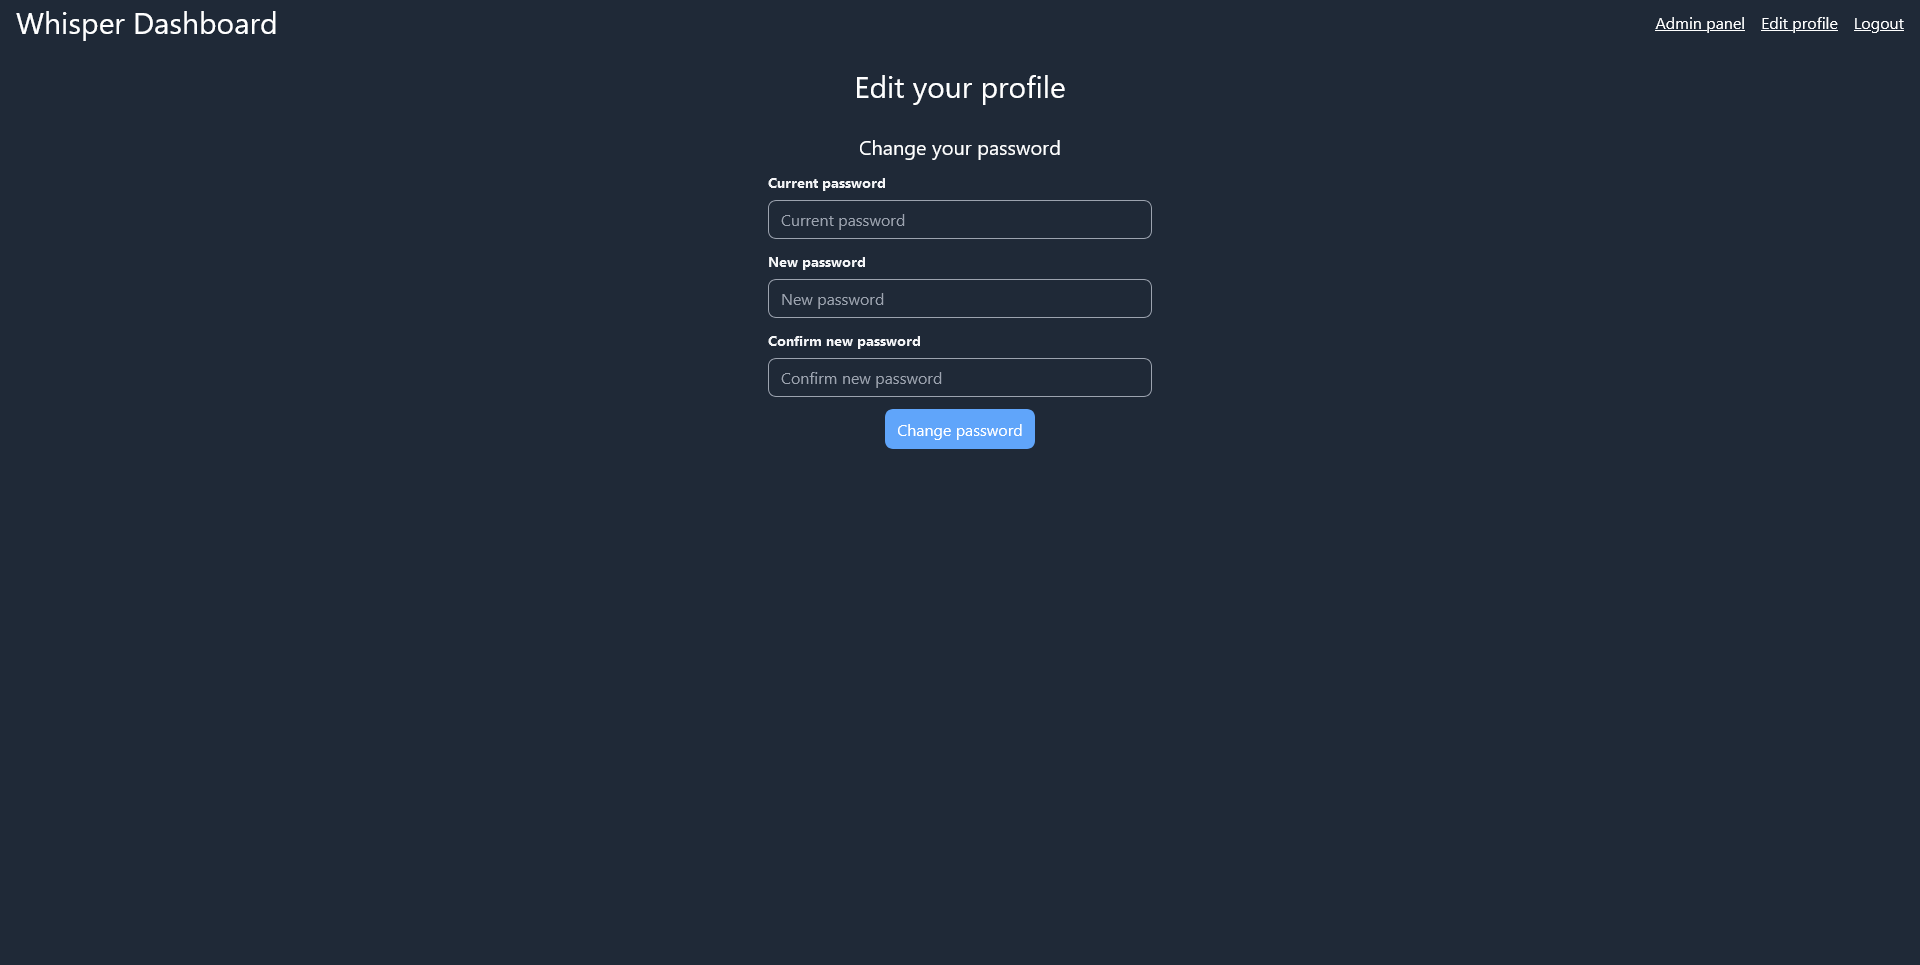 Whisper Dashboard
Admin panel Edit profile Logout
Edit your profile
Change your password
Current password
Current password
New password
New password
Confirm new password
Confirm new password
Change password